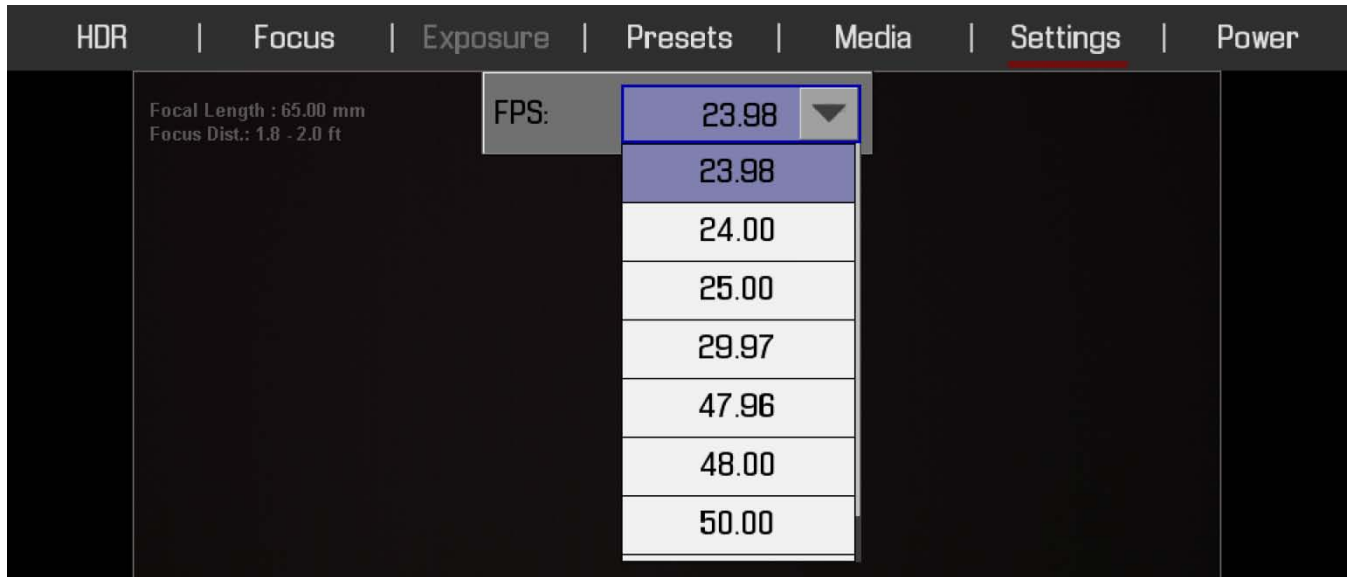 HDR | Focus | Exposure | Presets | Media | Settings | Power
Focal Length : 65.00 mm
Focus Dist.: 1.8 - 2.0 ft
FPS: 23.98
23.98
24.00
25.00
29.97
47.96
48.00
50.00